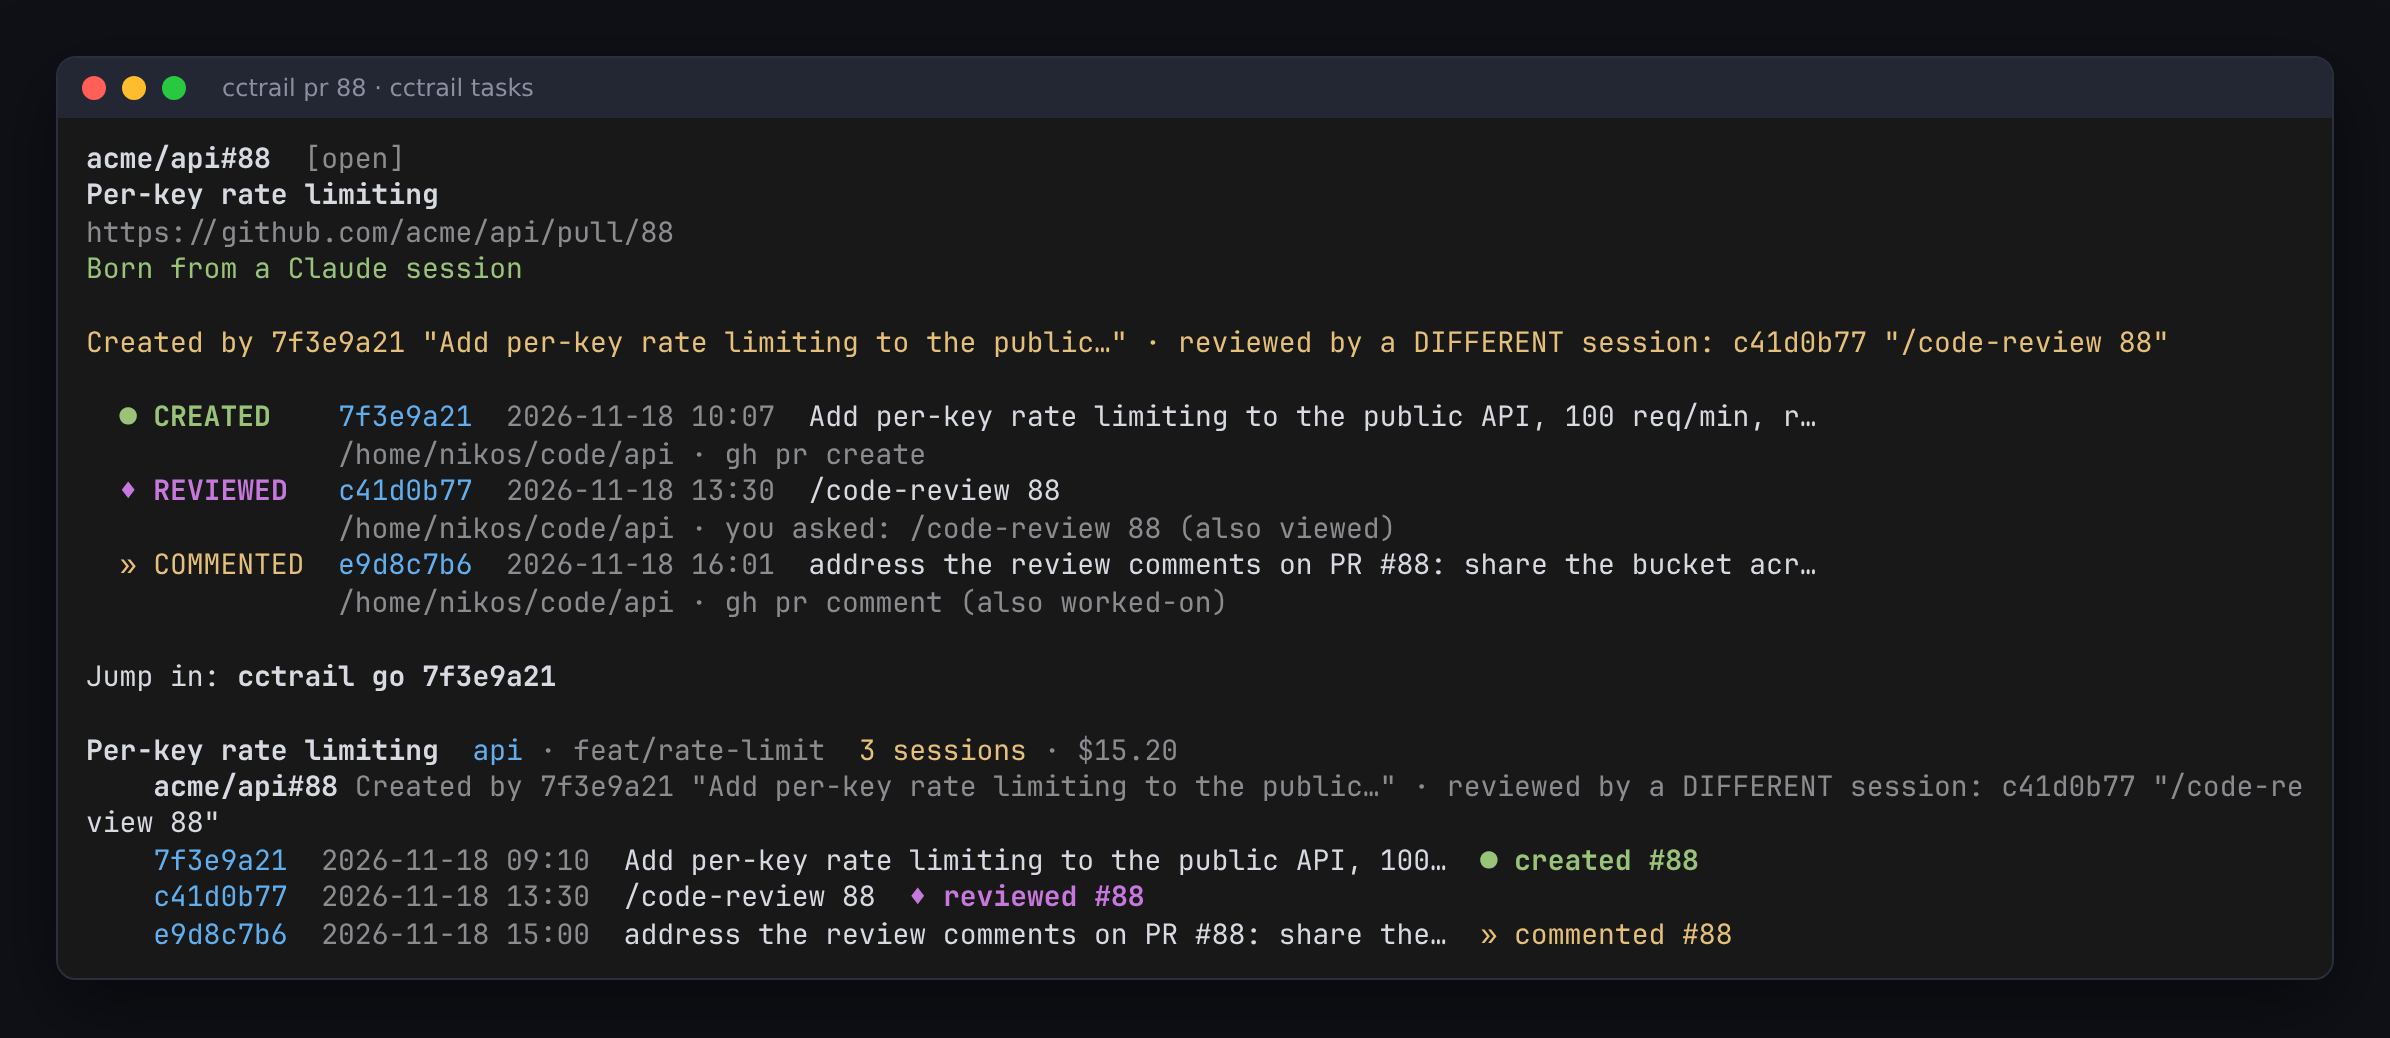 cctrail pr 88 · cctrail tasks
acme/api#88  [open]
Per-key rate limiting
https://github.com/acme/api/pull/88
Born from a Claude session
Created by 7f3e9a21 "Add per-key rate limiting to the public…" · reviewed by a DIFFERENT session: c41d0b77 "/code-review 88"
● CREATED    7f3e9a21  2026-11-18 10:07  Add per-key rate limiting to the public API, 100 req/min, r…
/home/nikos/code/api · gh pr create
♦ REVIEWED   c41d0b77  2026-11-18 13:30  /code-review 88
/home/nikos/code/api · you asked: /code-review 88 (also viewed)
» COMMENTED  e9d8c7b6  2026-11-18 16:01  address the review comments on PR #88: share the bucket acr…
/home/nikos/code/api · gh pr comment (also worked-on)
Jump in: cctrail go 7f3e9a21
Per-key rate limiting  api · feat/rate-limit  3 sessions · $15.20
acme/api#88 Created by 7f3e9a21 "Add per-key rate limiting to the public…" · reviewed by a DIFFERENT session: c41d0b77 "/code-re
view 88"
7f3e9a21  2026-11-18 09:10  Add per-key rate limiting to the public API, 100…  ● created #88
c41d0b77  2026-11-18 13:30  /code-review 88  ♦ reviewed #88
e9d8c7b6  2026-11-18 15:00  address the review comments on PR #88: share the…  » commented #88